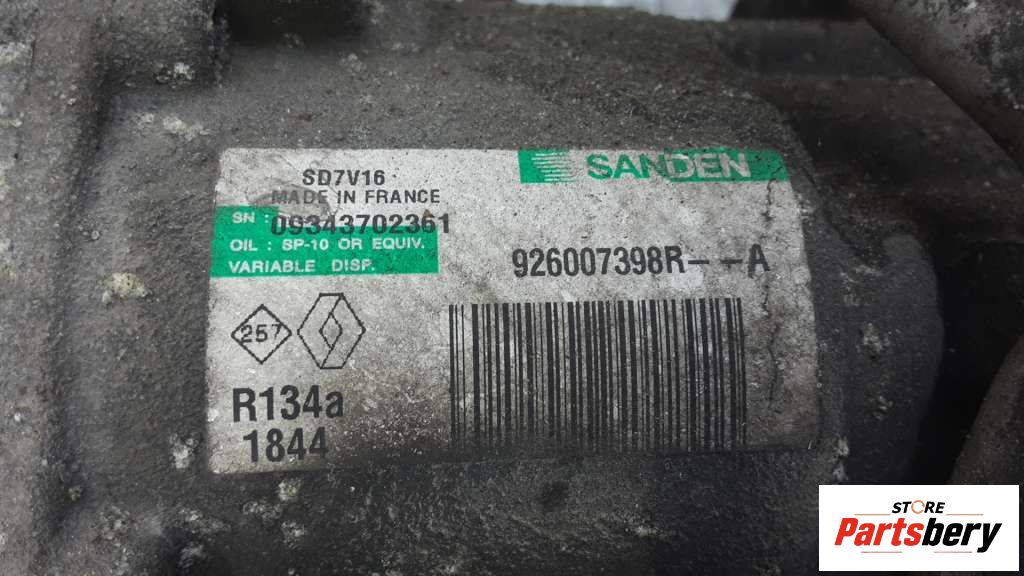 SANDEN
SD7V16
MADE IN FRANCE
SN : 09343702361
OIL : SP-10 OR EQUIV.
VARIABLE DISP.
926007398R--A
257
R134a
1844
STORE
Partsbery